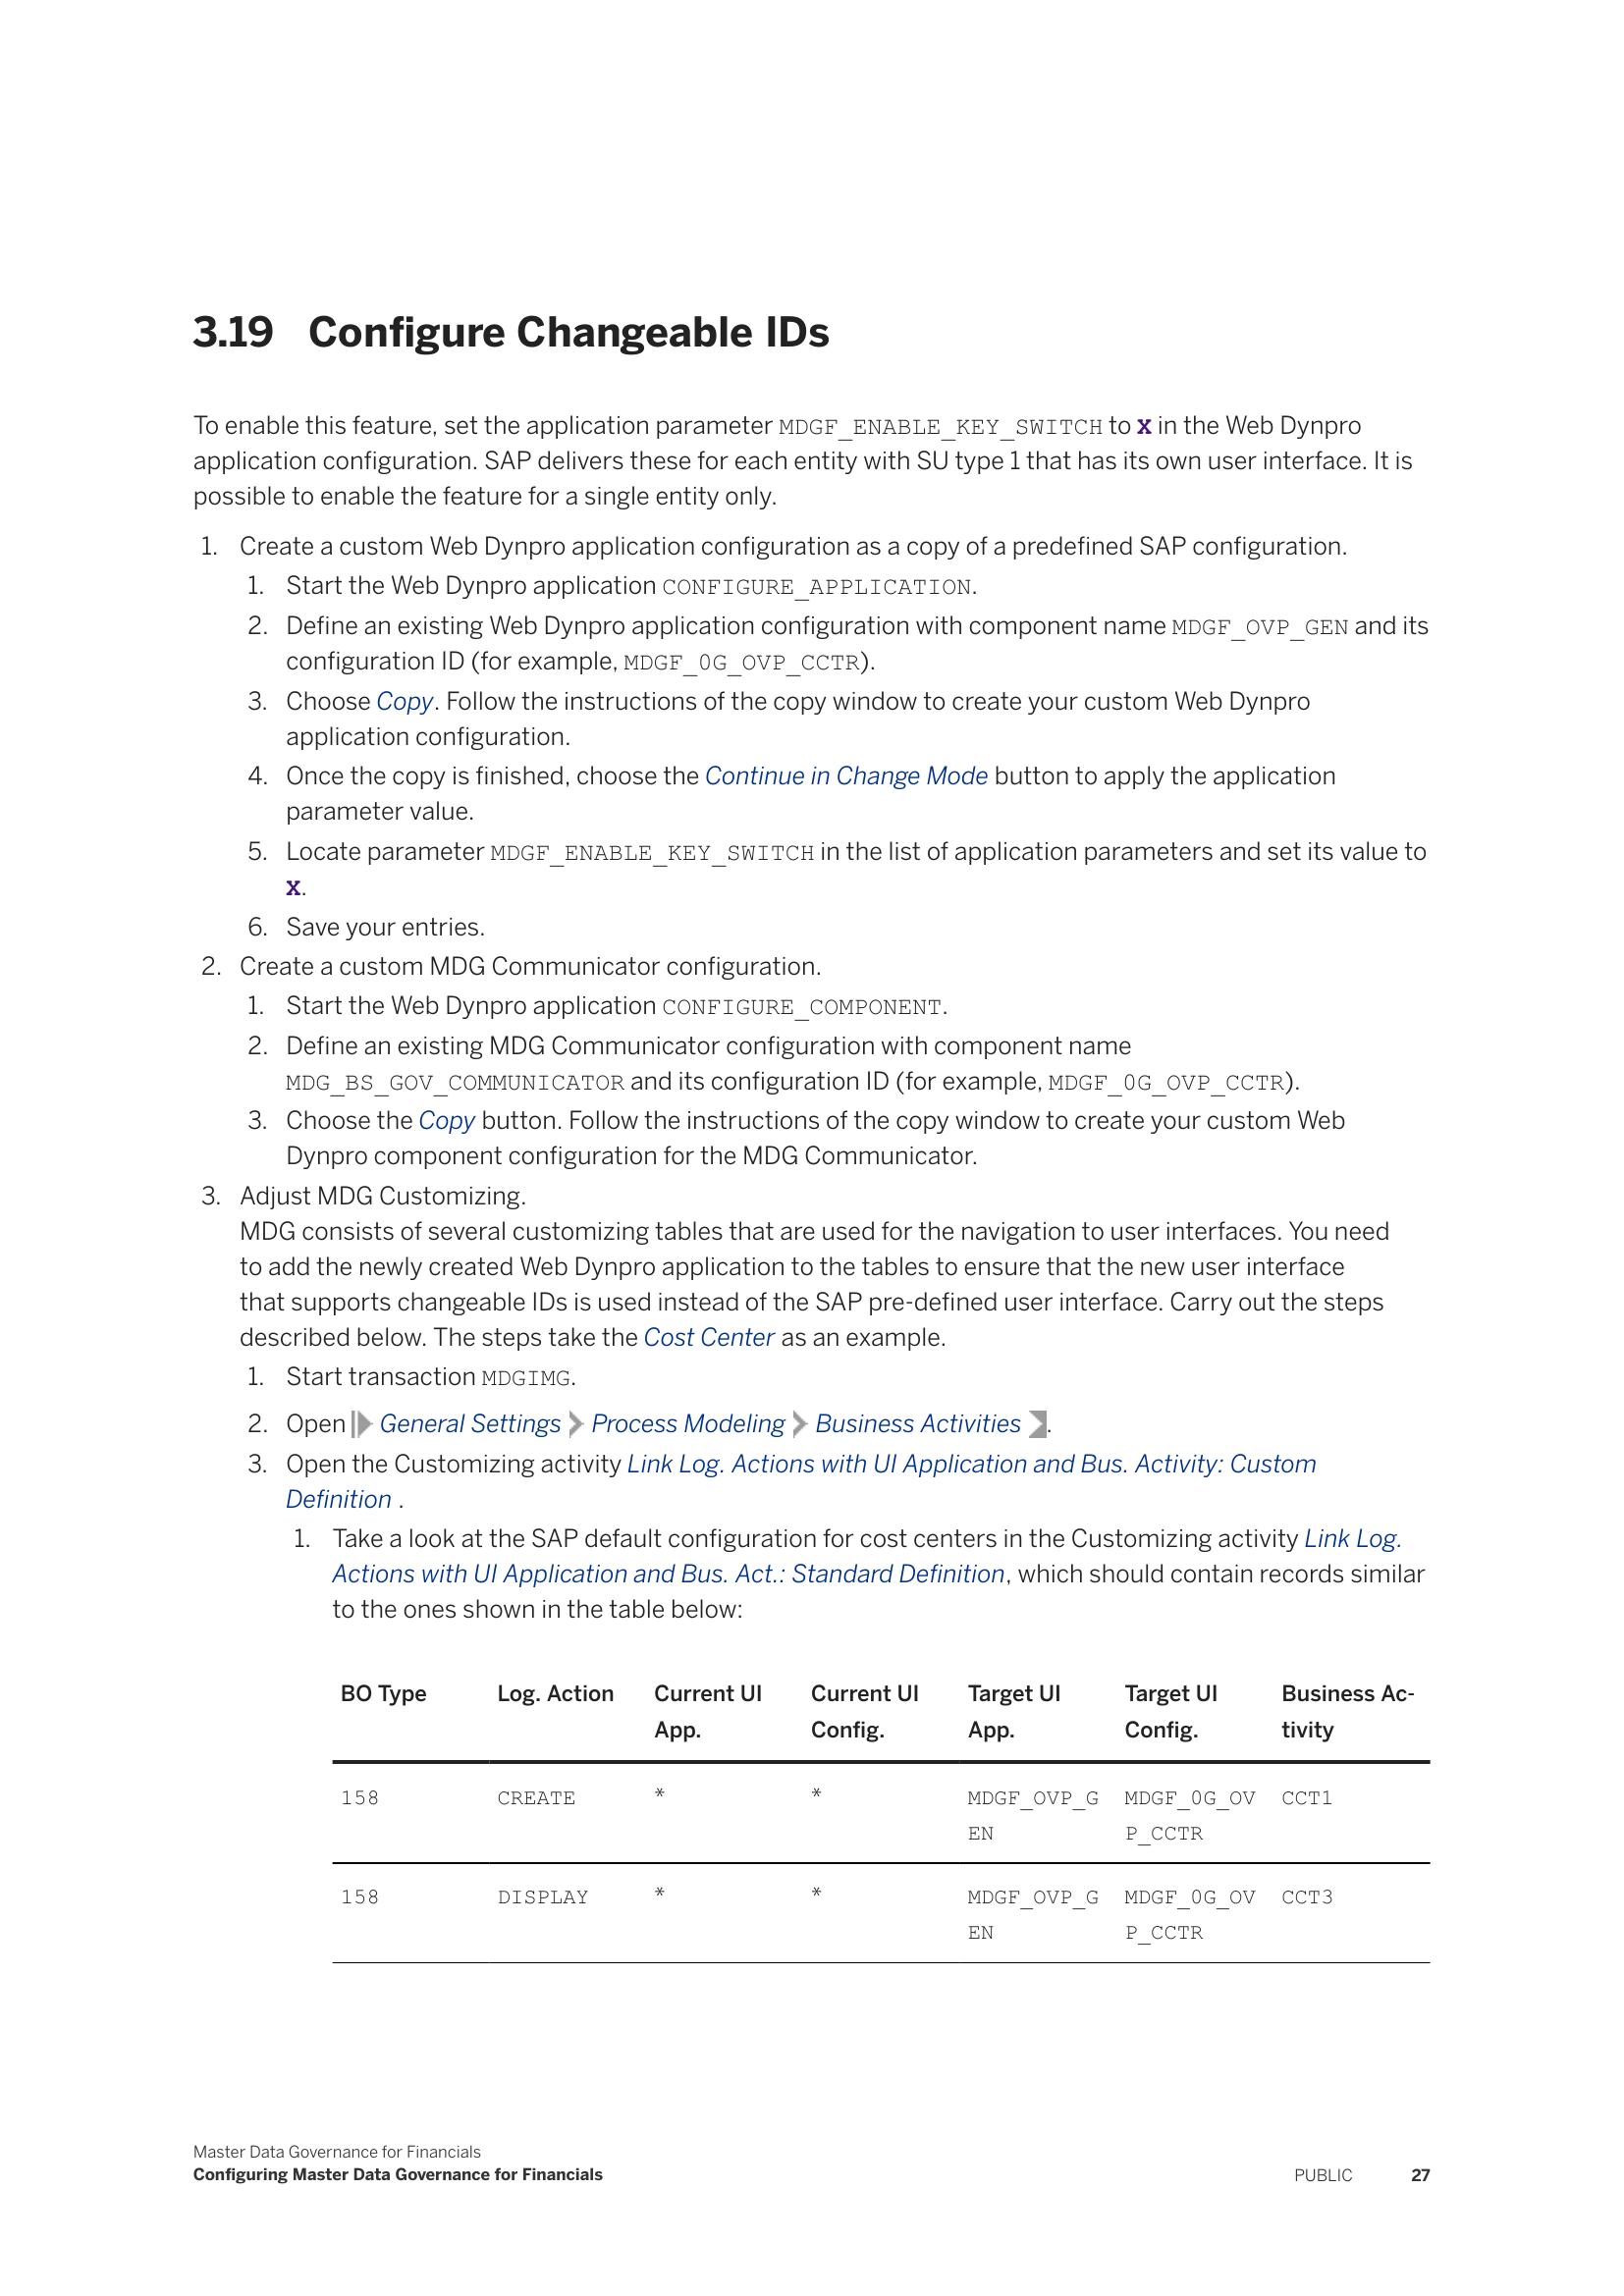 3.19 Configure Changeable IDs
To enable this feature, set the application parameter MDGF_ENABLE_KEY_SWITCH to X in the Web Dynpro
application configuration. SAP delivers these for each entity with SU type 1 that has its own user interface. It is
possible to enable the feature for a single entity only.
1. Create a custom Web Dynpro application configuration as a copy of a predefined SAP configuration.
1. Start the Web Dynpro application CONFIGURE_APPLICATION.
2. Define an existing Web Dynpro application configuration with component name MDGF_OVP_GEN and its
configuration ID (for example, MDGF_0G_OVP_CCTR).
3. Choose Copy. Follow the instructions of the copy window to create your custom Web Dynpro
application configuration.
4. Once the copy is finished, choose the Continue in Change Mode button to apply the application
parameter value.
5. Locate parameter MDGF_ENABLE_KEY_SWITCH in the list of application parameters and set its value to
X.
6. Save your entries.
2. Create a custom MDG Communicator configuration.
1. Start the Web Dynpro application CONFIGURE_COMPONENT.
2. Define an existing MDG Communicator configuration with component name
MDG_BS_GOV_COMMUNICATOR and its configuration ID (for example, MDGF_0G_OVP_CCTR).
3. Choose the Copy button. Follow the instructions of the copy window to create your custom Web
Dynpro component configuration for the MDG Communicator.
3. Adjust MDG Customizing.
MDG consists of several customizing tables that are used for the navigation to user interfaces. You need
to add the newly created Web Dynpro application to the tables to ensure that the new user interface
that supports changeable IDs is used instead of the SAP pre-defined user interface. Carry out the steps
described below. The steps take the Cost Center as an example.
1. Start transaction MDGIMG.
2. Open General Settings Process Modeling Business Activities .
3. Open the Customizing activity Link Log. Actions with UI Application and Bus. Activity: Custom
Definition .
1. Take a look at the SAP default configuration for cost centers in the Customizing activity Link Log.
Actions with UI Application and Bus. Act.: Standard Definition, which should contain records similar
to the ones shown in the table below:
BO Type Log. Action Current UI Current UI Target UI Target UI Business Ac-
App. Config. App. Config. tivity
158 CREATE * * MDGF_OVP_G MDGF_0G_OV CCT1
EN P_CCTR
158 DISPLAY * * MDGF_OVP_G MDGF_0G_OV CCT3
EN P_CCTR
Master Data Governance for Financials
Configuring Master Data Governance for Financials PUBLIC 27